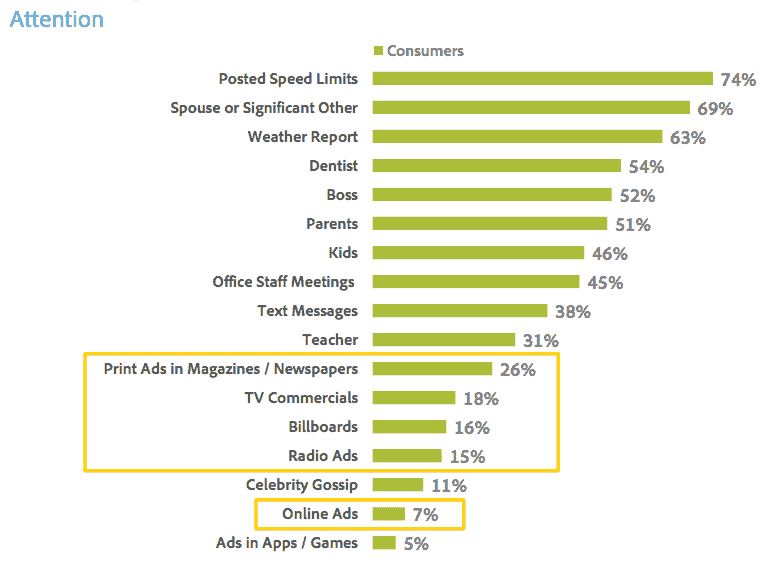 Attention
Consumers
Posted Speed Limits 74%
Spouse or Significant Other 69%
Weather Report 63%
Dentist 54%
Boss 52%
Parents 51%
Kids 46%
Office Staff Meetings 45%
Text Messages 38%
Teacher 31%
Print Ads in Magazines / Newspapers 26%
TV Commercials 18%
Billboards 16%
Radio Ads 15%
Celebrity Gossip 11%
Online Ads 7%
Ads in Apps / Games 5%